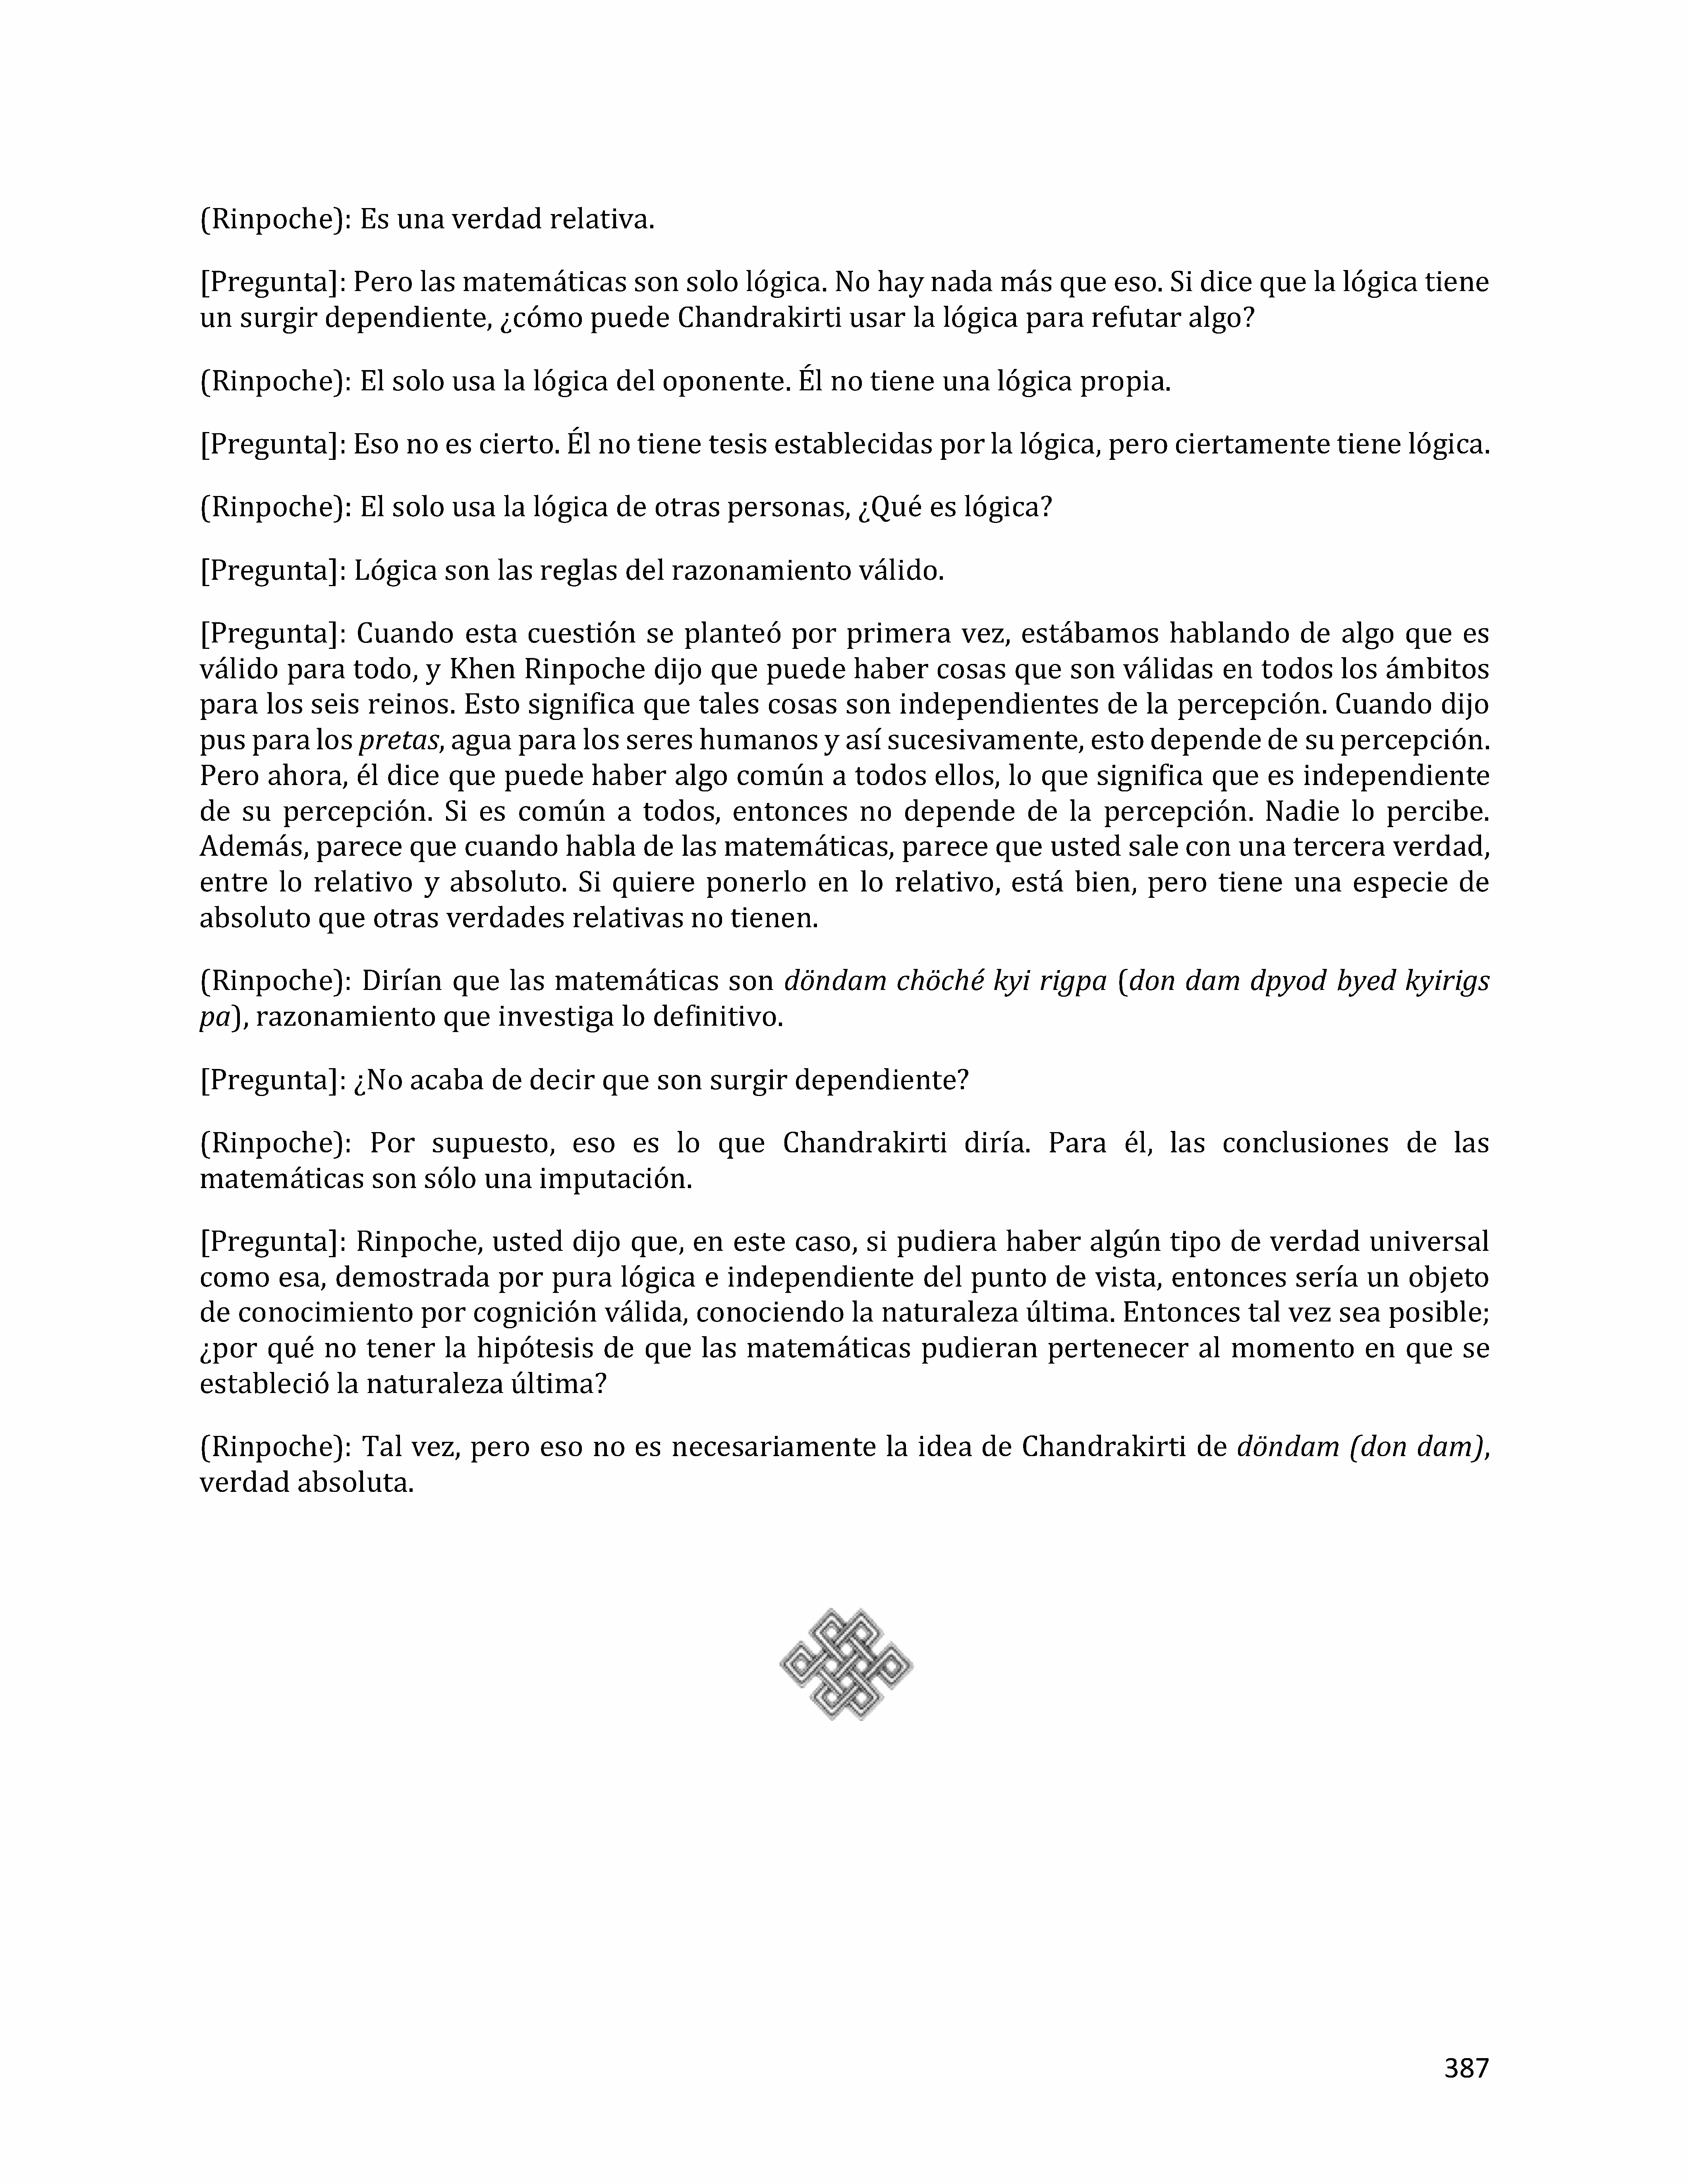 (Rinpoche): Es una verdad relativa.
[Pregunta]: Pero las matemáticas son solo lógica. No hay nada más que eso. Si dice que la lógica tiene
un surgir dependiente, ¿cómo puede Chandrakirti usar la lógica para refutar algo?
(Rinpoche): El solo usa la lógica del oponente. Él no tiene una lógica propia.
[Pregunta]: Eso no es cierto. Él no tiene tesis establecidas por la lógica, pero ciertamente tiene lógica.
(Rinpoche): El solo usa la lógica de otras personas, ¿Qué es lógica?
[Pregunta]: Lógica son las reglas del razonamiento válido.
[Pregunta]: Cuando esta cuestión se planteó por primera vez, estábamos hablando de algo que es
válido para todo, y Khen Rinpoche dijo que puede haber cosas que son válidas en todos los ámbitos
para los seis reinos. Esto significa que tales cosas son independientes de la percepción. Cuando dijo
pus para los pretas, agua para los seres humanos y así sucesivamente, esto depende de su percepción.
Pero ahora, él dice que puede haber algo común a todos ellos, lo que significa que es independiente
de su percepción. Si es común a todos, entonces no depende de la percepción. Nadie lo percibe.
Además, parece que cuando habla de las matemáticas, parece que usted sale con una tercera verdad,
entre lo relativo y absoluto. Si quiere ponerlo en lo relativo, está bien, pero tiene una especie de
absoluto que otras verdades relativas no tienen.
(Rinpoche): Dirían que las matemáticas son döndam chöché kyi rigpa (don dam dpyod byed kyirigs
pa), razonamiento que investiga lo definitivo.
[Pregunta]: ¿No acaba de decir que son surgir dependiente?
(Rinpoche): Por supuesto, eso es lo que Chandrakirti diría. Para él, las conclusiones de las
matemáticas son sólo una imputación.
[Pregunta]: Rinpoche, usted dijo que, en este caso, si pudiera haber algún tipo de verdad universal
como esa, demostrada por pura lógica e independiente del punto de vista, entonces sería un objeto
de conocimiento por cognición válida, conociendo la naturaleza última. Entonces tal vez sea posible;
¿por qué no tener la hipótesis de que las matemáticas pudieran pertenecer al momento en que se
estableció la naturaleza última?
(Rinpoche): Tal vez, pero eso no es necesariamente la idea de Chandrakirti de döndam (don dam),
verdad absoluta.
387